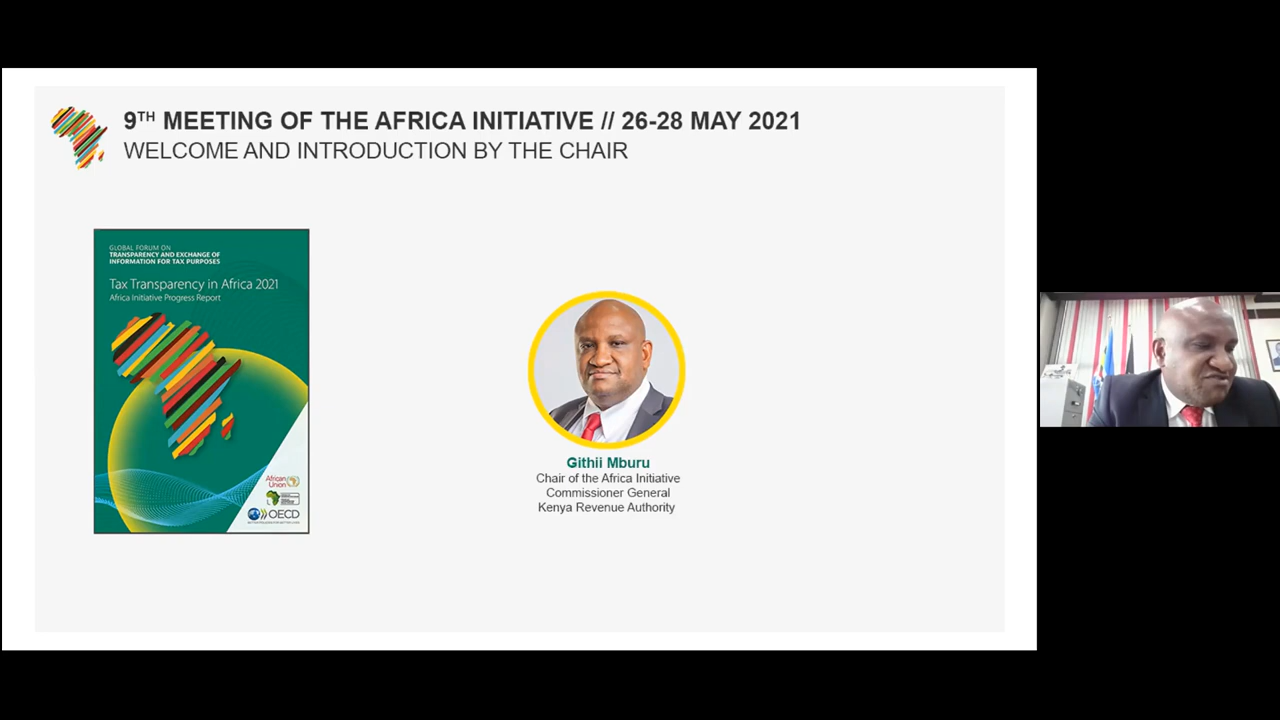 9TH MEETING OF THE AFRICA INITIATIVE // 26-28 MAY 2021
WELCOME AND INTRODUCTION BY THE CHAIR
GLOBAL FORUM ON
TRANSPARENCY AND EXCHANGE OF
INFORMATION FOR TAX PURPOSES
Tax Transparency in Africa 2021
Africa Initiative Progress Report
African
Union
OECD
Githii Mburu
Chair of the Africa Initiative
Commissioner General
Kenya Revenue Authority